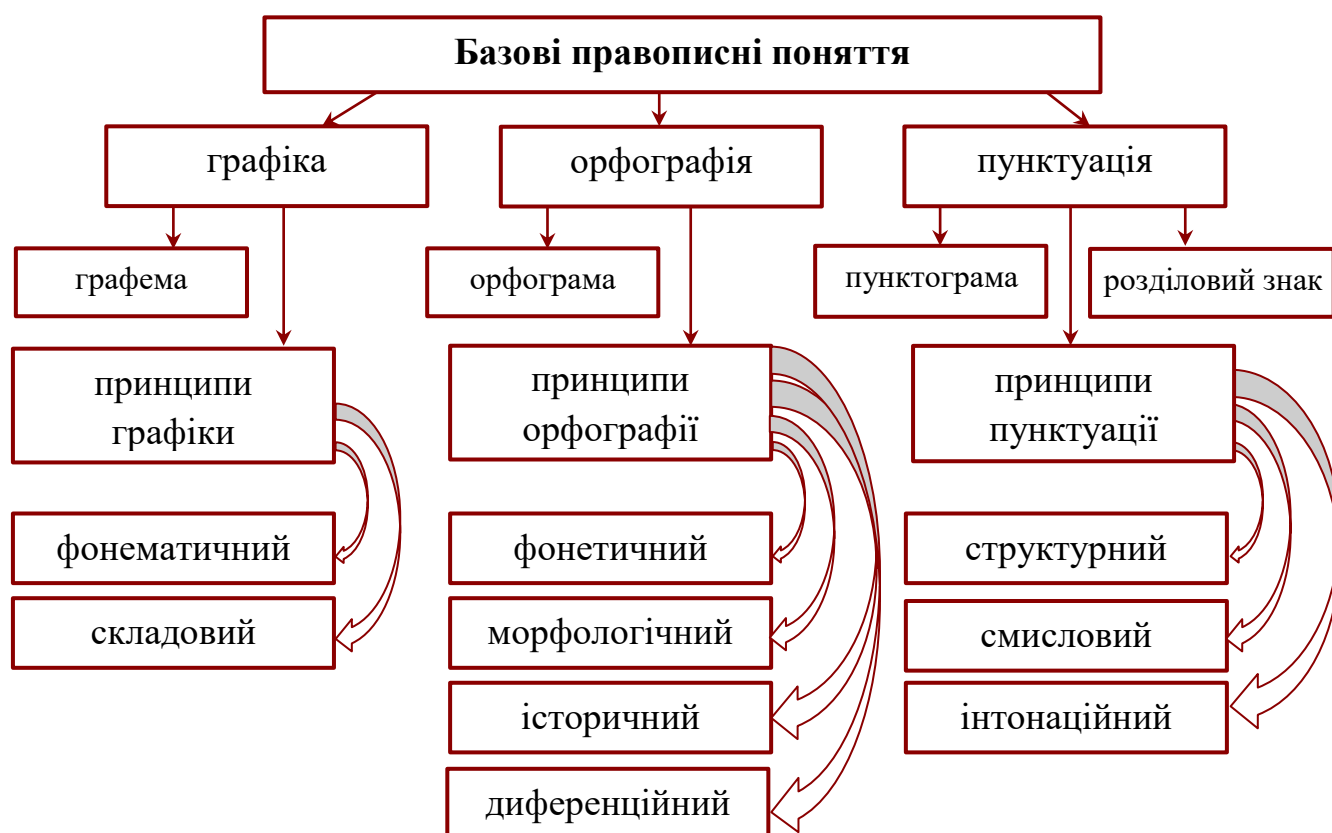 Базові правописні поняття
графіка
орфографія
пунктуація
графема
орфограма
пунктограма
розділовий знак
принципи
графіки
принципи
орфографії
принципи
пунктуації
фонематичний
фонетичний
структурний
складовий
морфологічний
смисловий
історичний
інтонаційний
диференційний